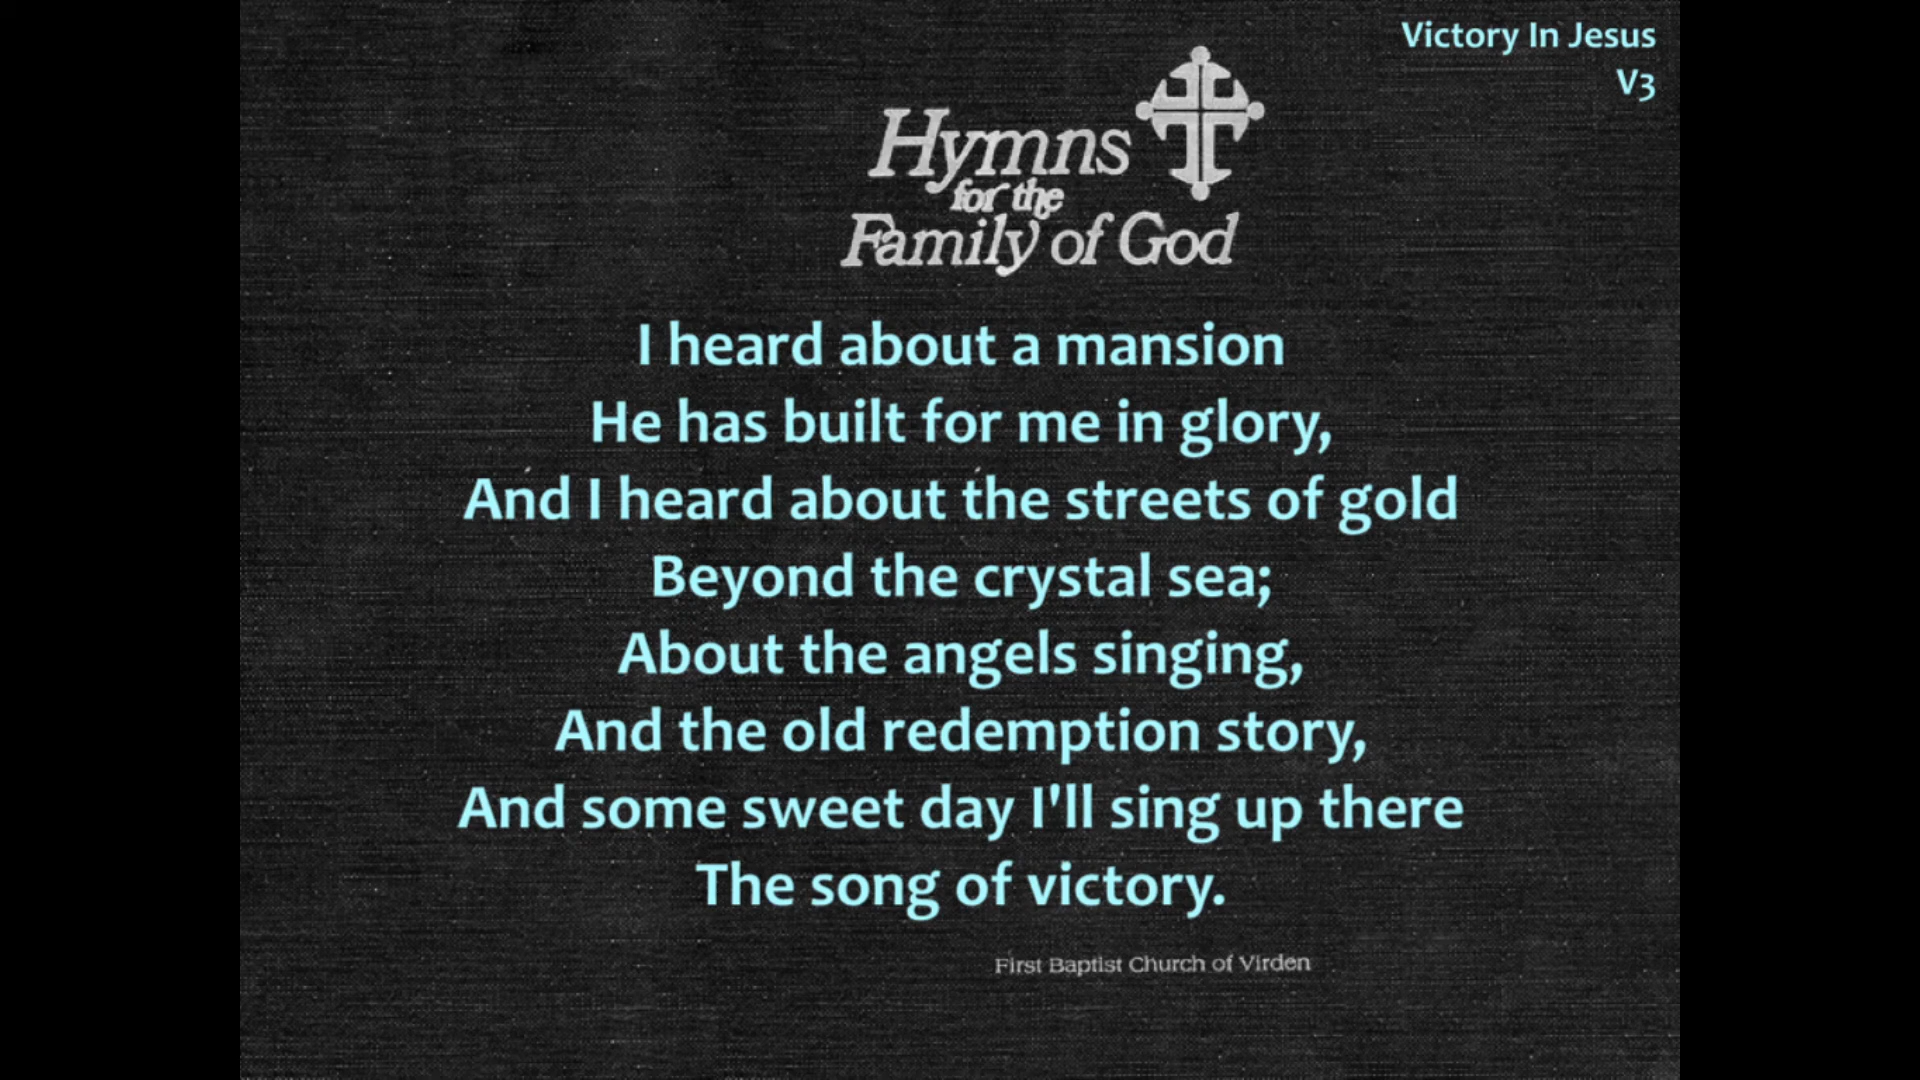 Victory In Jesus
V3
Hymns
for the
Family of God
I heard about a mansion
He has built for me in glory,
And I heard about the streets of gold
Beyond the crystal sea;
About the angels singing,
And the old redemption story,
And some sweet day I'll sing up there
The song of victory.
First Baptist Church of Virden